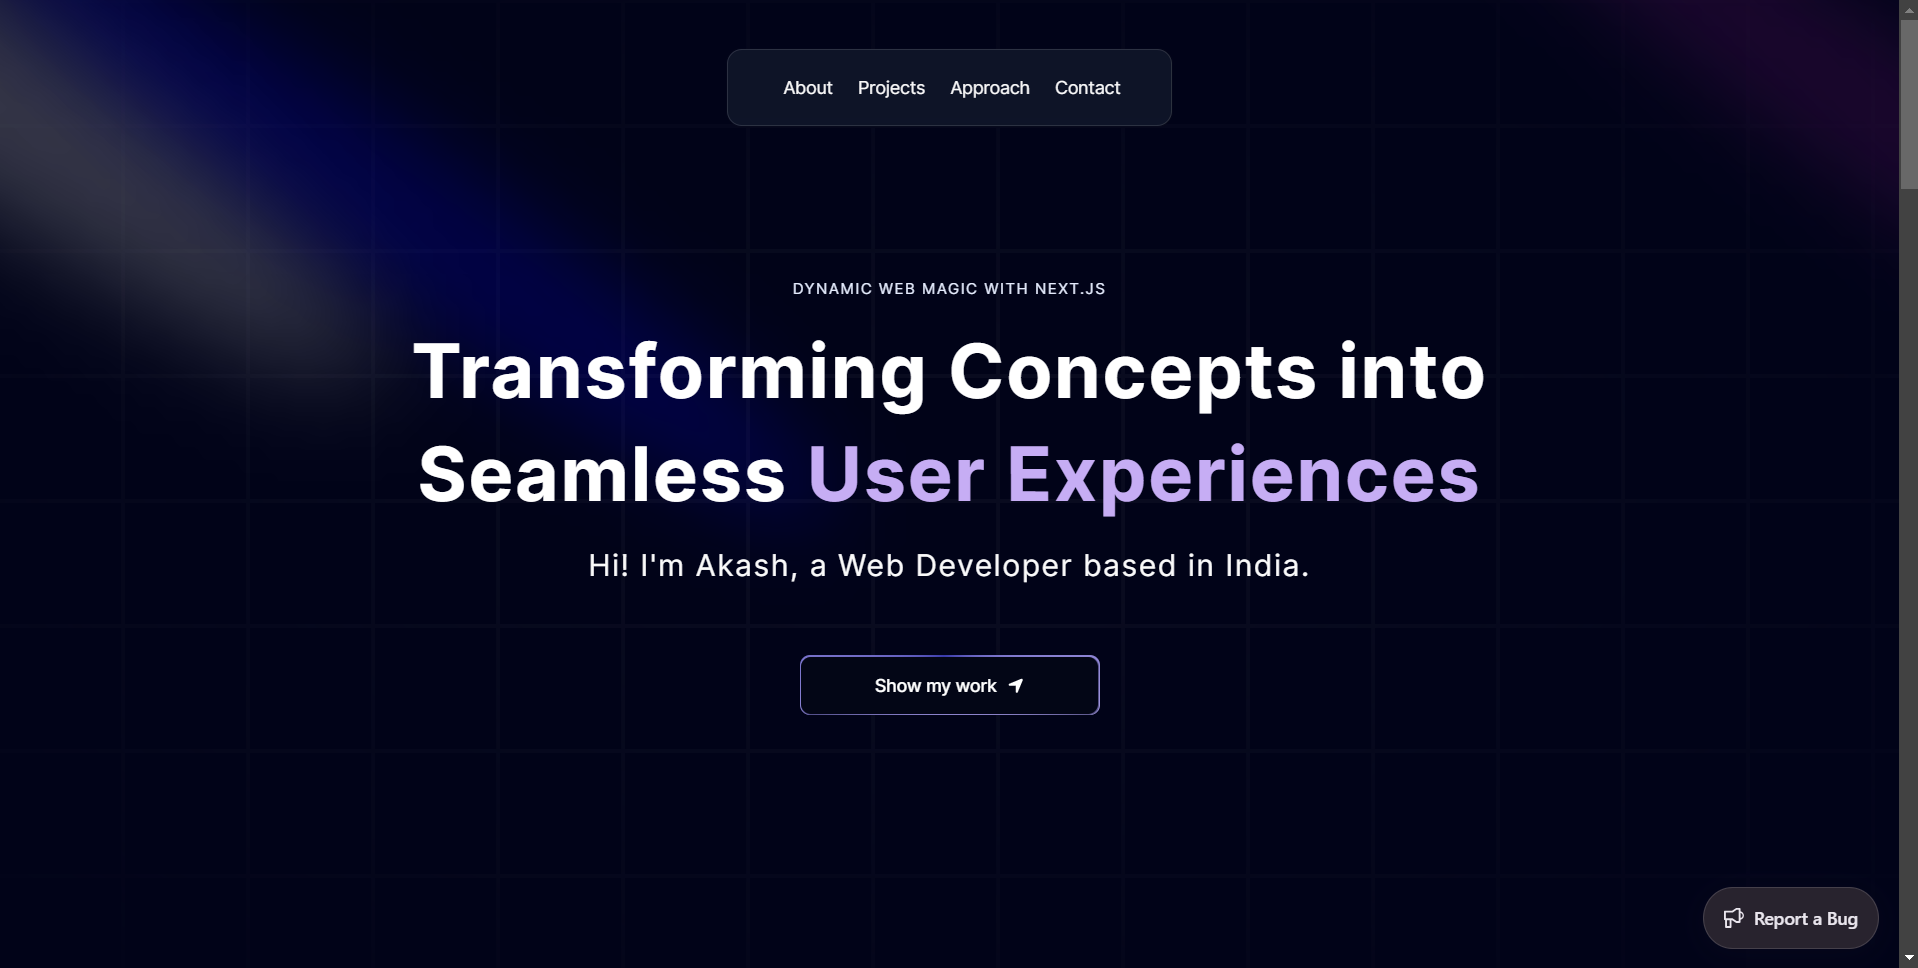 About Projects Approach Contact
DYNAMIC WEB MAGIC WITH NEXT.JS
Transforming Concepts into
Seamless User Experiences
Hi! I'm Akash, a Web Developer based in India.
Show my work
Report a Bug